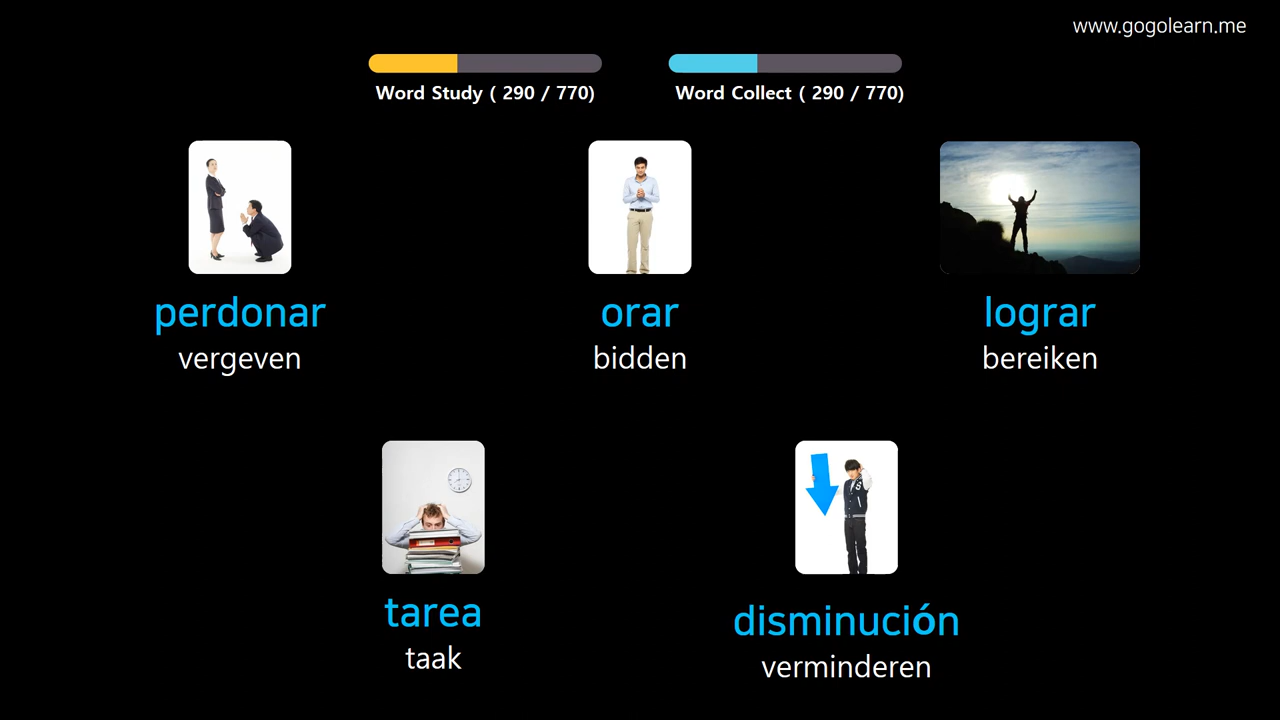 www.gogolearn.me
Word Study ( 290 / 770)
Word Collect ( 290 / 770)
perdonar
vergeven
orar
bidden
lograr
bereiken
tarea
taak
disminución
verminderen